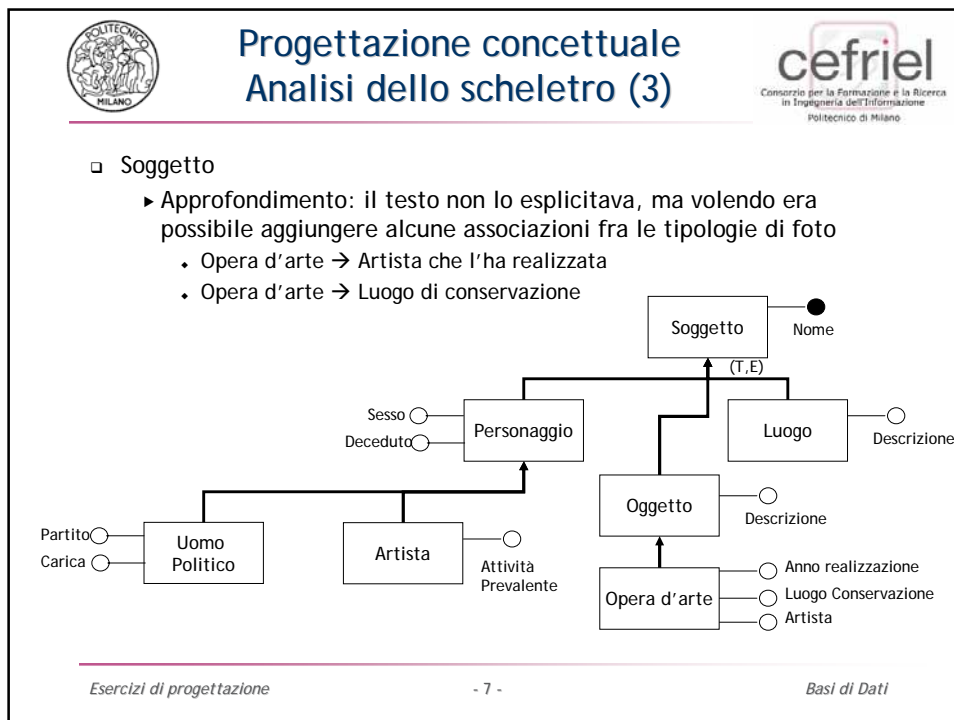 POLITECNICO
MILANO
Progettazione concettuale
Analisi dello scheletro (3)
cefriel
Consorzio per la Formazione e la Ricerca
in Ingegneria dell'Informazione
Politecnico di Milano
❑ Soggetto
▸ Approfondimento: il testo non lo esplicitava, ma volendo era
possibile aggiungere alcune associazioni fra le tipologie di foto
⬥ Opera d'arte → Artista che l'ha realizzata
⬥ Opera d'arte → Luogo di conservazione
Soggetto
Nome
(T,E)
Sesso
Deceduto
Personaggio
Luogo
Descrizione
Oggetto
Descrizione
Partito
Carica
Uomo
Politico
Artista
Attività
Prevalente
Opera d'arte
Anno realizzazione
Luogo Conservazione
Artista
Esercizi di progettazione
- 7 -
Basi di Dati